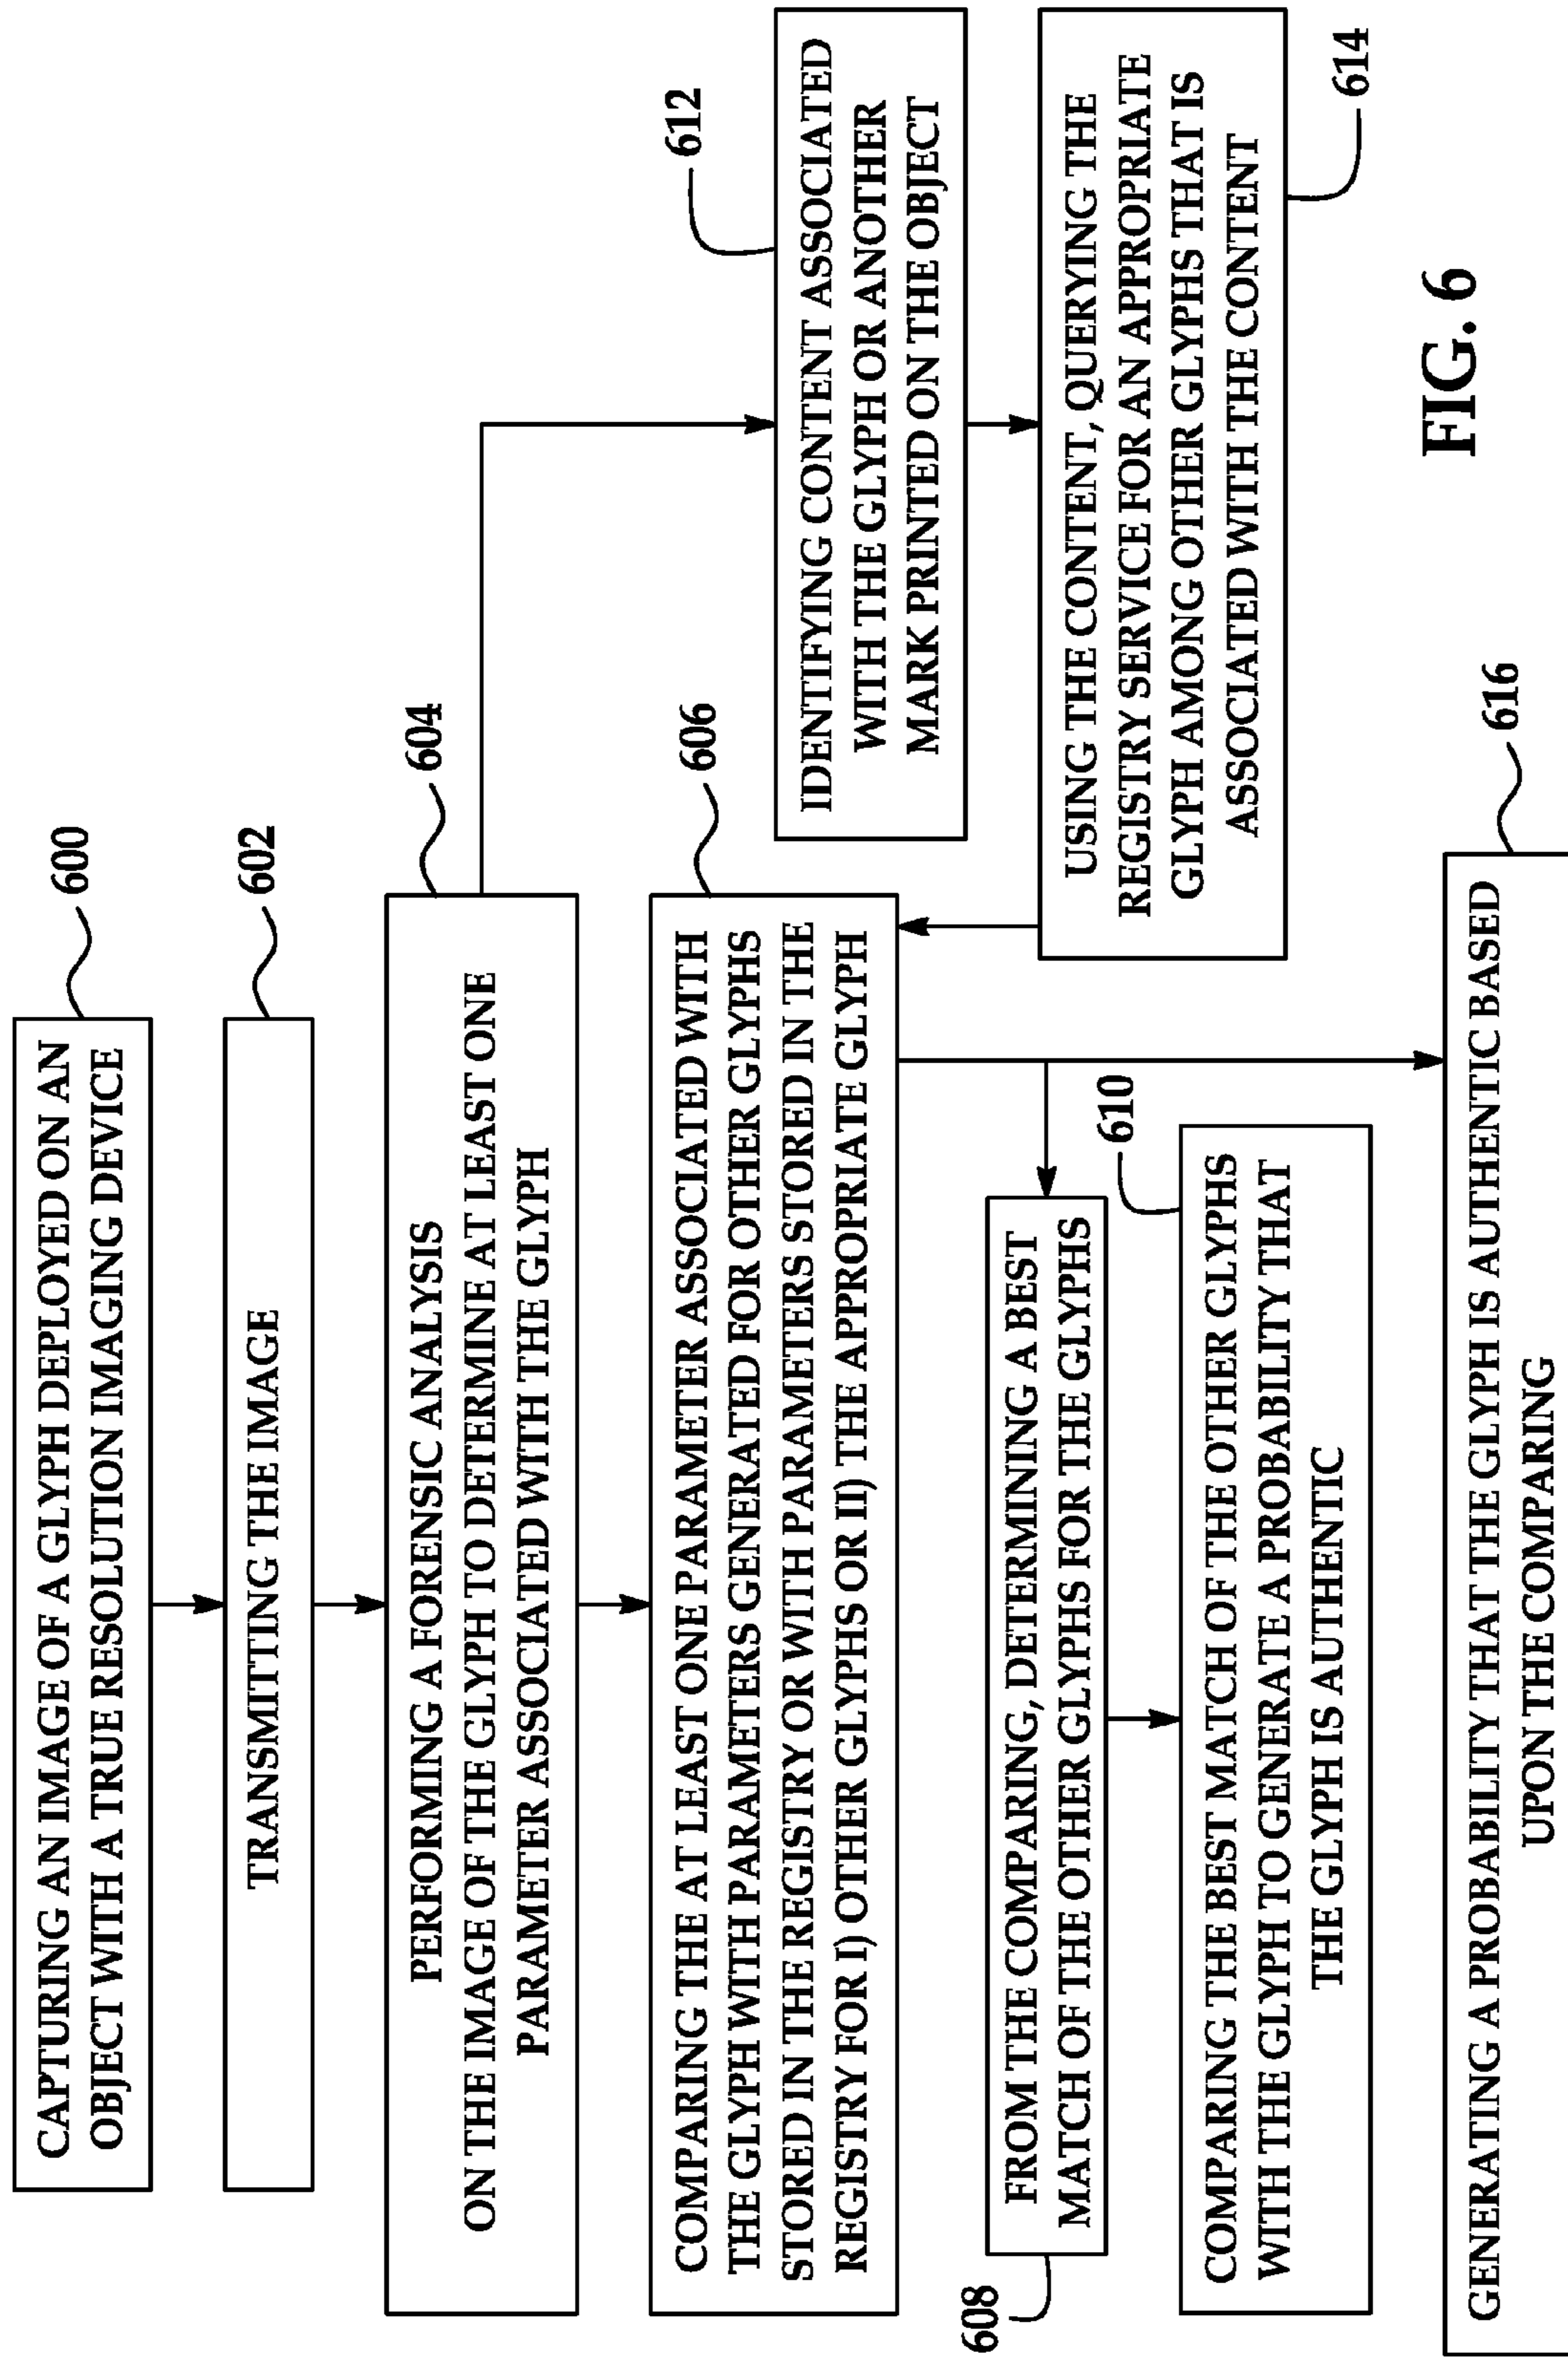 600
CAPTURING AN IMAGE OF A GLYPH DEPLOYED ON AN
OBJECT WITH A TRUE RESOLUTION IMAGING DEVICE
602
TRANSMITTING THE IMAGE
604
PERFORMING A FORENSIC ANALYSIS
ON THE IMAGE OF THE GLYPH TO DETERMINE AT LEAST ONE
PARAMETER ASSOCIATED WITH THE GLYPH
606
COMPARING THE AT LEAST ONE PARAMETER ASSOCIATED WITH
THE GLYPH WITH PARAMETERS GENERATED FOR OTHER GLYPHS
STORED IN THE REGISTRY OR WITH PARAMETERS STORED IN THE
REGISTRY FOR I) OTHER GLYPHS OR II) THE APPROPRIATE GLYPH
612
IDENTIFYING CONTENT ASSOCIATED
WITH THE GLYPH OR ANOTHER
MARK PRINTED ON THE OBJECT
614
USING THE CONTENT, QUERYING THE
REGISTRY SERVICE FOR AN APPROPRIATE
GLYPH AMONG OTHER GLYPHS THAT IS
ASSOCIATED WITH THE CONTENT
608
FROM THE COMPARING, DETERMINING A BEST
MATCH OF THE OTHER GLYPHS FOR THE GLYPHS
610
COMPARING THE BEST MATCH OF THE OTHER GLYPHS
WITH THE GLYPH TO GENERATE A PROBABILITY THAT
THE GLYPH IS AUTHENTIC
616
GENERATING A PROBABILITY THAT THE GLYPH IS AUTHENTIC BASED
UPON THE COMPARING
FIG. 6